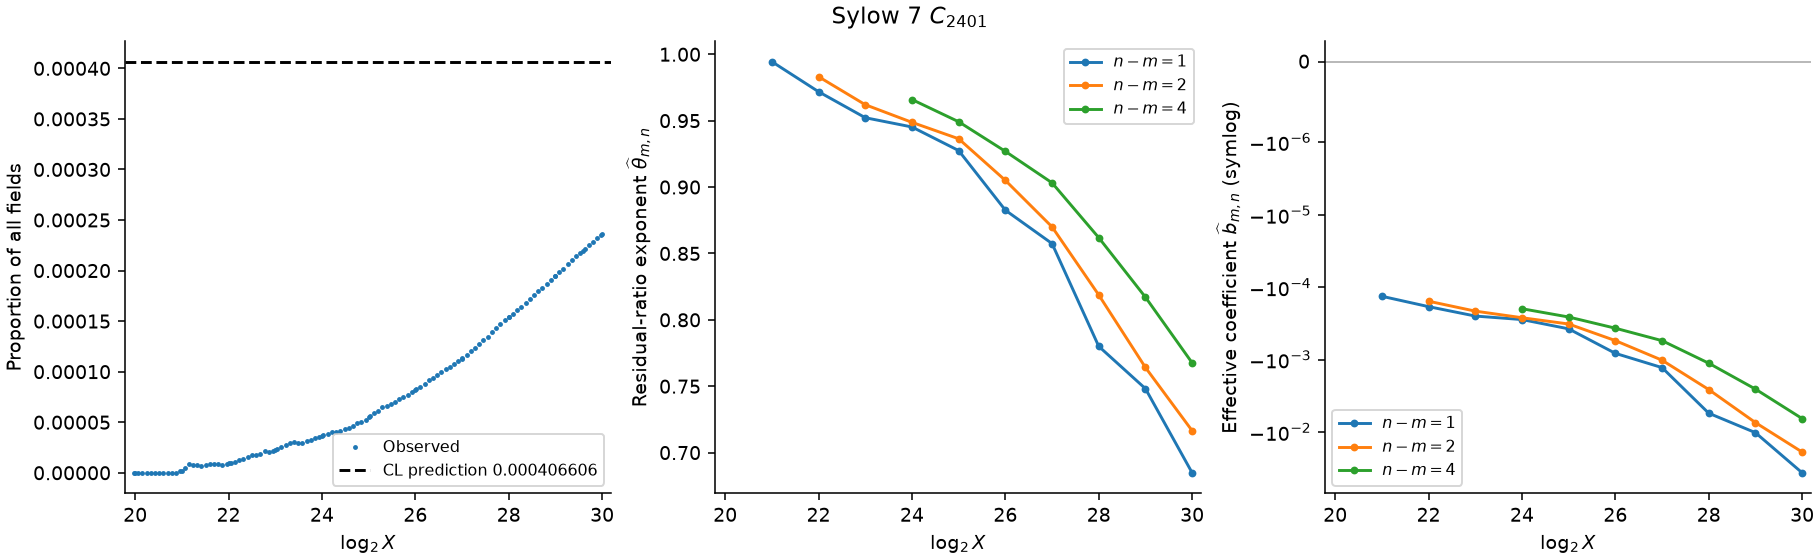 Sylow 7 C₂₄₀₁
Proportion of all fields
0.00040
0.00035
0.00030
0.00025
0.00020
0.00015
0.00010
0.00005
0.00000
Observed
CL prediction 0.000406606
20 22 24 26 28 30
log₂ X
Residual-ratio exponent θ̂ₘ,ₙ
1.00
0.95
0.90
0.85
0.80
0.75
0.70
n − m = 1
n − m = 2
n − m = 4
20 22 24 26 28 30
log₂ X
Effective coefficient b̂ₘ,ₙ (symlog)
0
−10⁻⁶
−10⁻⁵
−10⁻⁴
−10⁻³
−10⁻²
n − m = 1
n − m = 2
n − m = 4
20 22 24 26 28 30
log₂ X